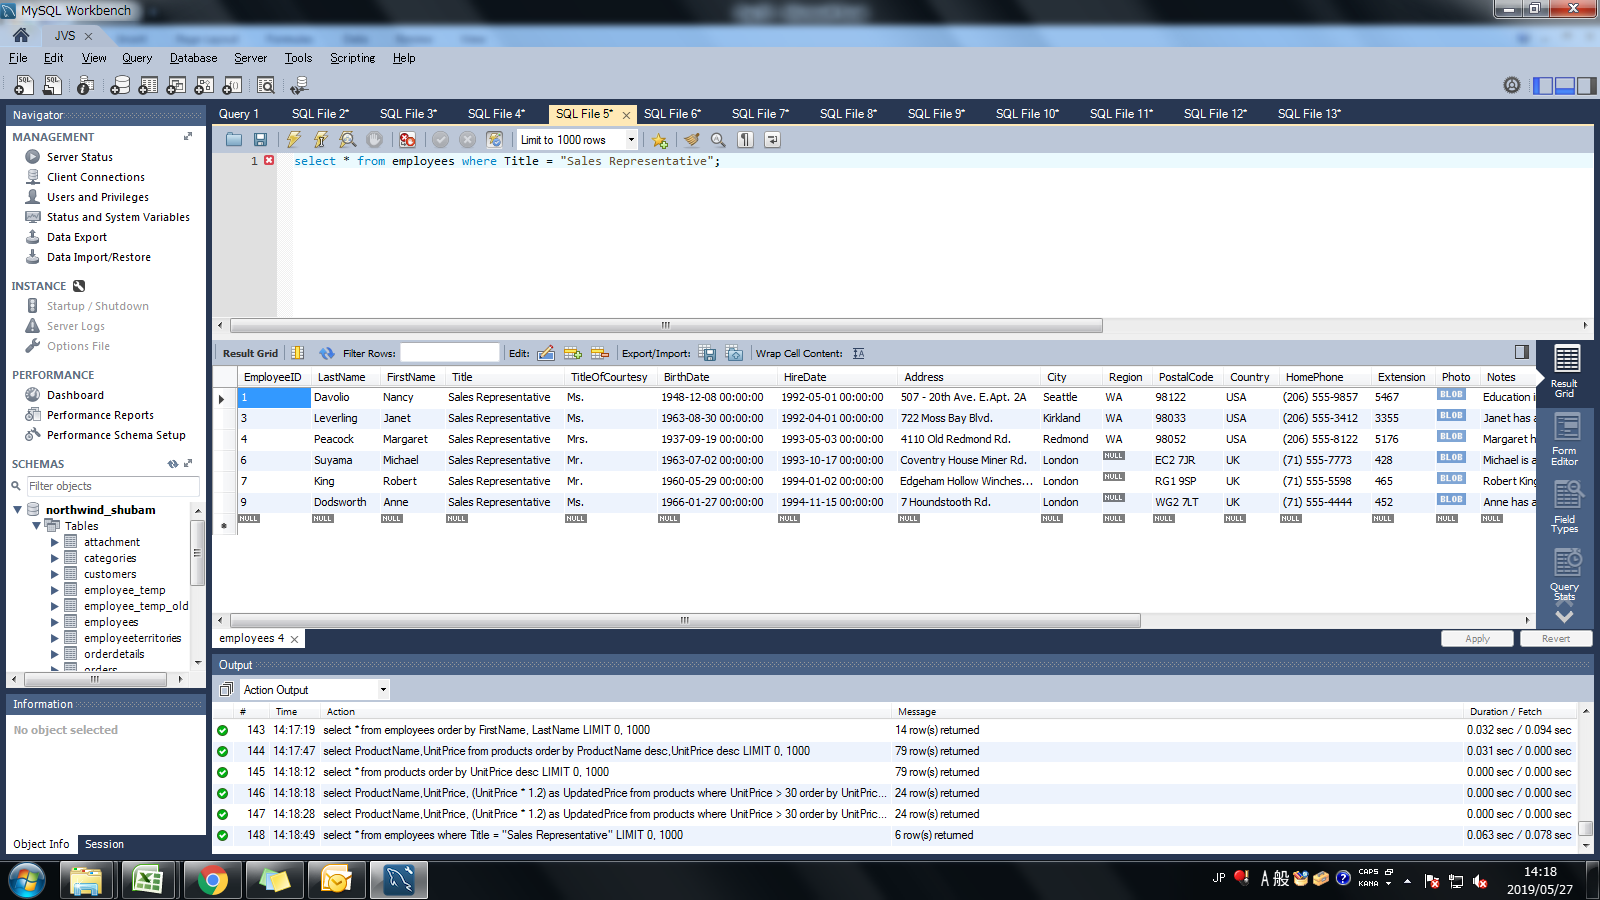 MySQL Workbench
JVS
File Edit View Query Database Server Tools Scripting Help
Navigator
MANAGEMENT
Server Status
Client Connections
Users and Privileges
Status and System Variables
Data Export
Data Import/Restore
INSTANCE
Startup / Shutdown
Server Logs
Options File
PERFORMANCE
Dashboard
Performance Reports
Performance Schema Setup
SCHEMAS
Filter objects
northwind_shubam
Tables
attachment
categories
customers
employee_temp
employee_temp_old
employees
employeeterritories
orderdetails
orders
Information
No object selected
Object Info Session
Query 1 SQL File 2* SQL File 3* SQL File 4* SQL File 5* SQL File 6* SQL File 7* SQL File 8* SQL File 9* SQL File 10* SQL File 11* SQL File 12* SQL File 13*
Limit to 1000 rows
1 select * from employees where Title = "Sales Representative";
Result Grid Filter Rows: Edit: Export/Import: Wrap Cell Content:
EmployeeID LastName FirstName Title TitleOfCourtesy BirthDate HireDate Address City Region PostalCode Country HomePhone Extension Photo Notes
1 Davolio Nancy Sales Representative Ms. 1948-12-08 00:00:00 1992-05-01 00:00:00 507 - 20th Ave. E.Apt. 2A Seattle WA 98122 USA (206) 555-9857 5467 BLOB Education i
3 Leverling Janet Sales Representative Ms. 1963-08-30 00:00:00 1992-04-01 00:00:00 722 Moss Bay Blvd. Kirkland WA 98033 USA (206) 555-3412 3355 BLOB Janet has a
4 Peacock Margaret Sales Representative Mrs. 1937-09-19 00:00:00 1993-05-03 00:00:00 4110 Old Redmond Rd. Redmond WA 98052 USA (206) 555-8122 5176 BLOB Margaret h
6 Suyama Michael Sales Representative Mr. 1963-07-02 00:00:00 1993-10-17 00:00:00 Coventry House Miner Rd. London NULL EC2 7JR UK (71) 555-7773 428 BLOB Michael is a
7 King Robert Sales Representative Mr. 1960-05-29 00:00:00 1994-01-02 00:00:00 Edgeham Hollow Winches... London NULL RG1 9SP UK (71) 555-5598 465 BLOB Robert King
9 Dodsworth Anne Sales Representative Ms. 1966-01-27 00:00:00 1994-11-15 00:00:00 7 Houndstooth Rd. London NULL WG2 7LT UK (71) 555-4444 452 BLOB Anne has a
NULL NULL NULL NULL NULL NULL NULL NULL NULL NULL NULL NULL NULL NULL NULL NULL
Result Grid
Form Editor
Field Types
Query Stats
employees 4
Apply Revert
Output
Action Output
# Time Action Message Duration / Fetch
143 14:17:19 select * from employees order by FirstName, LastName LIMIT 0, 1000 14 row(s) returned 0.032 sec / 0.094 sec
144 14:17:47 select ProductName,UnitPrice from products order by ProductName desc,UnitPrice desc LIMIT 0, 1000 79 row(s) returned 0.031 sec / 0.000 sec
145 14:18:12 select * from products order by UnitPrice desc LIMIT 0, 1000 79 row(s) returned 0.000 sec / 0.000 sec
146 14:18:18 select ProductName,UnitPrice, (UnitPrice * 1.2) as UpdatedPrice from products where UnitPrice > 30 order by UnitPric... 24 row(s) returned 0.000 sec / 0.000 sec
147 14:18:28 select ProductName,UnitPrice, (UnitPrice * 1.2) as UpdatedPrice from products where UnitPrice > 30 order by UnitPric... 24 row(s) returned 0.000 sec / 0.000 sec
148 14:18:49 select * from employees where Title = "Sales Representative" LIMIT 0, 1000 6 row(s) returned 0.063 sec / 0.078 sec
JP A 般 CAPS KANA
14:18
2019/05/27